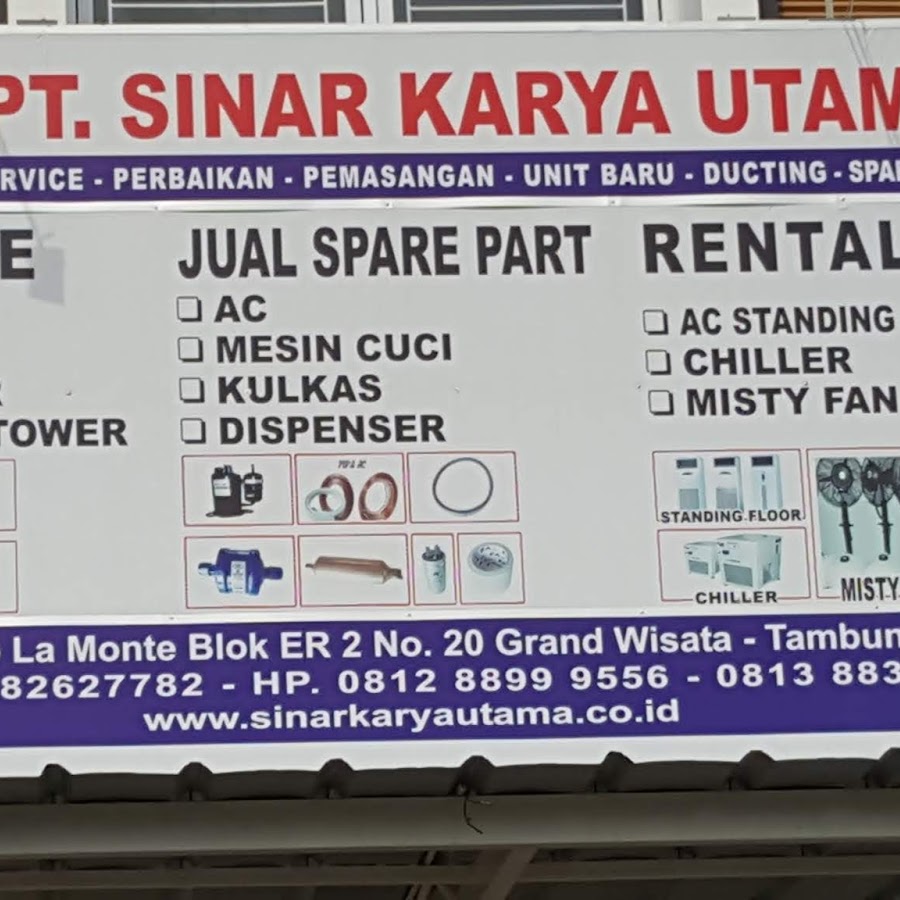 PT. SINAR KARYA UTAM
RVICE - PERBAIKAN - PEMASANGAN - UNIT BARU - DUCTING - SPA
E
TOWER
JUAL SPARE PART
❏ AC
❏ MESIN CUCI
❏ KULKAS
❏ DISPENSER
RENTAL
❏ AC STANDING
❏ CHILLER
❏ MISTY FAN
STANDING FLOOR
CHILLER
MISTY
La Monte Blok ER 2 No. 20 Grand Wisata - Tambun
82627782 - HP. 0812 8899 9556 - 0813 883
www.sinarkaryautama.co.id